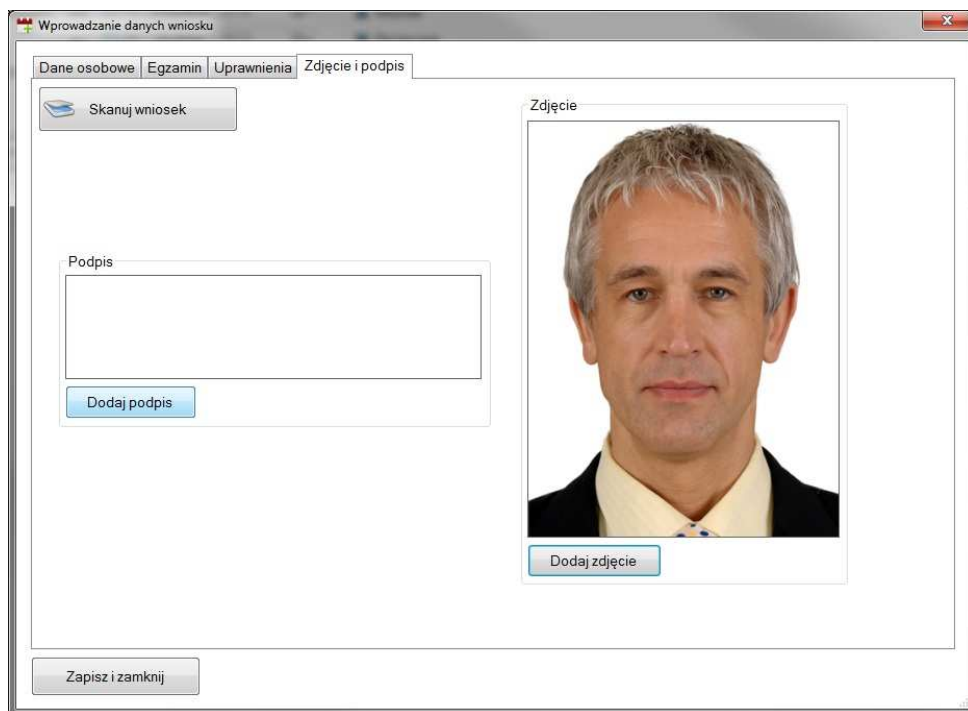 Wprowadzanie danych wniosku
Dane osobowe Egzamin Uprawnienia Zdjęcie i podpis
Skanuj wniosek
Zdjęcie
Podpis
Dodaj podpis
Dodaj zdjęcie
Zapisz i zamknij